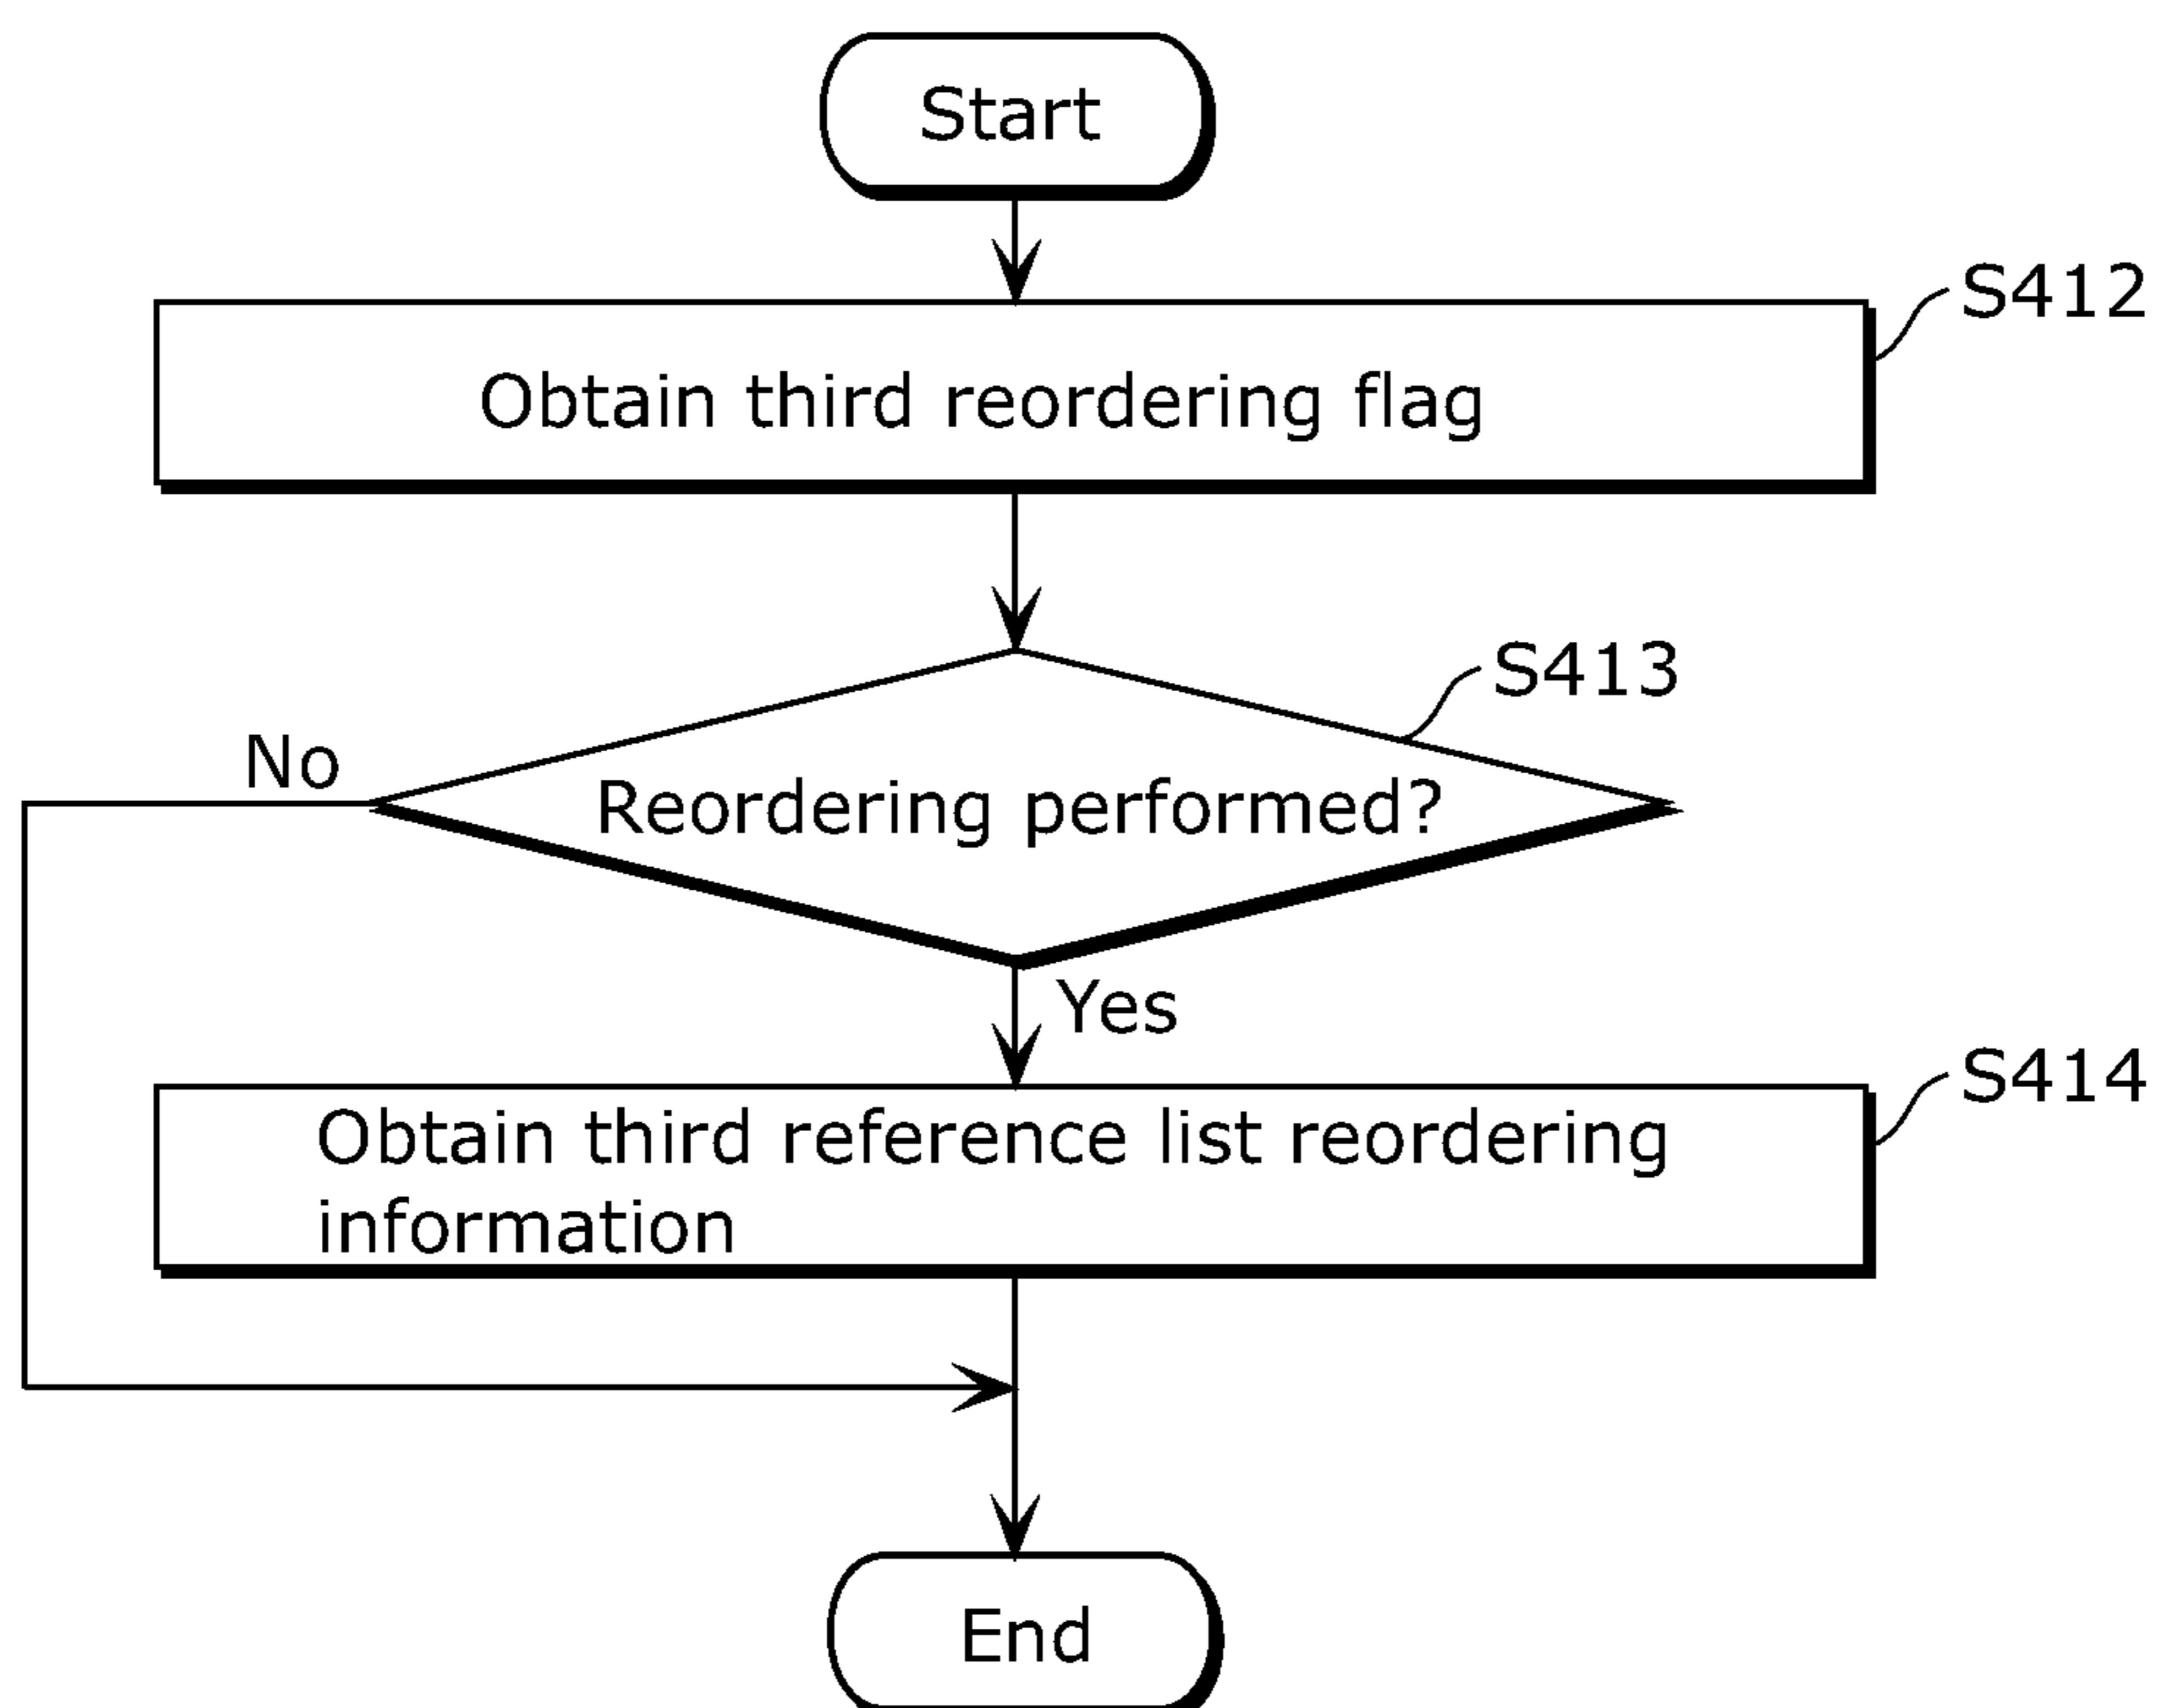 Start
S412
Obtain third reordering flag
S413
No
Reordering performed?
Yes
S414
Obtain third reference list reordering
information
End